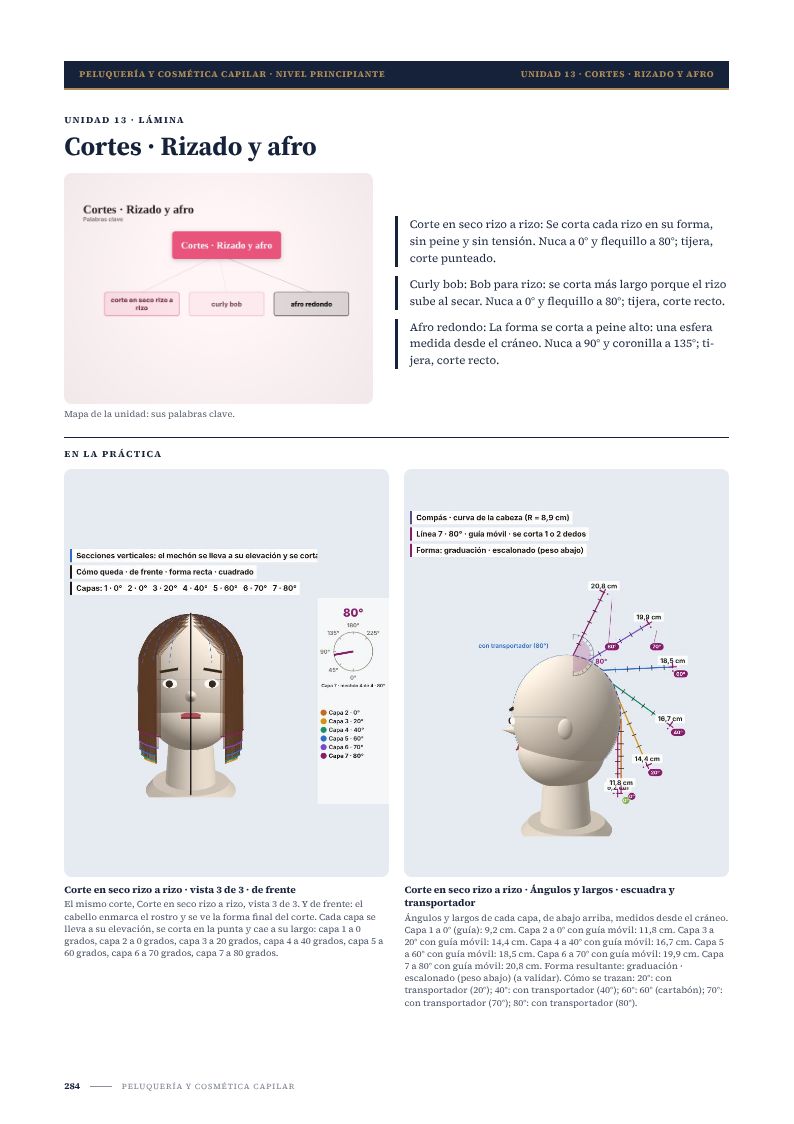 PELUQUERÍA Y COSMÉTICA CAPILAR · NIVEL PRINCIPIANTE
UNIDAD 13 · CORTES · RIZADO Y AFRO
UNIDAD 13 · LÁMINA
Cortes · Rizado y afro
Cortes · Rizado y afro
Palabras clave
Cortes · Rizado y afro
corte en seco rizo a
rizo
curly bob
afro redondo
Mapa de la unidad: sus palabras clave.
Corte en seco rizo a rizo: Se corta cada rizo en su forma,
sin peine y sin tensión. Nuca a 0° y flequillo a 80°; tijera,
corte punteado.
Curly bob: Bob para rizo: se corta más largo porque el rizo
sube al secar. Nuca a 0° y flequillo a 80°; tijera, corte recto.
Afro redondo: La forma se corta a peine alto: una esfera
medida desde el cráneo. Nuca a 90° y coronilla a 135°; ti-
jera, corte recto.
EN LA PRÁCTICA
Secciones verticales: el mechón se lleva a su elevación y se corta
Cómo queda · de frente · forma recta · cuadrado
Capas: 1 · 0° 2 · 0° 3 · 20° 4 · 40° 5 · 60° 6 · 70° 7 · 80°
80°
180°
135°
225°
90°
45°
0°
Capa 7 · mechón 4 de 4 · 80°
Capa 2 · 0°
Capa 3 · 20°
Capa 4 · 40°
Capa 5 · 60°
Capa 6 · 70°
Capa 7 · 80°
Compás · curva de la cabeza (R = 8,9 cm)
Línea 7 · 80° · guía móvil · se corta 1 o 2 dedos
Forma: graduación · escalonado (peso abajo)
20,8 cm
19,9 cm
con transportador (80°)
80°
70°
80°
18,5 cm
60°
16,7 cm
40°
14,4 cm
20°
11,8 cm
0°
0°
Corte en seco rizo a rizo · vista 3 de 3 · de frente
El mismo corte, Corte en seco rizo a rizo, vista 3 de 3. Y de frente: el
cabello enmarca el rostro y se ve la forma final del corte. Cada capa se
lleva a su elevación, se corta en la punta y cae a su largo: capa 1 a 0
grados, capa 2 a 0 grados, capa 3 a 20 grados, capa 4 a 40 grados, capa 5 a
60 grados, capa 6 a 70 grados, capa 7 a 80 grados.
Corte en seco rizo a rizo · Ángulos y largos · escuadra y
transportador
Ángulos y largos de cada capa, de abajo arriba, medidos desde el cráneo.
Capa 1 a 0° (guía): 9,2 cm. Capa 2 a 0° con guía móvil: 11,8 cm. Capa 3 a
20° con guía móvil: 14,4 cm. Capa 4 a 40° con guía móvil: 16,7 cm. Capa 5
a 60° con guía móvil: 18,5 cm. Capa 6 a 70° con guía móvil: 19,9 cm. Capa
7 a 80° con guía móvil: 20,8 cm. Forma resultante: graduación ·
escalonado (peso abajo) (a validar). Cómo se trazan: 20°: con
transportador (20°); 40°: con transportador (40°); 60°: 60° (cartabón); 70°:
con transportador (70°); 80°: con transportador (80°).
284
PELUQUERÍA Y COSMÉTICA CAPILAR